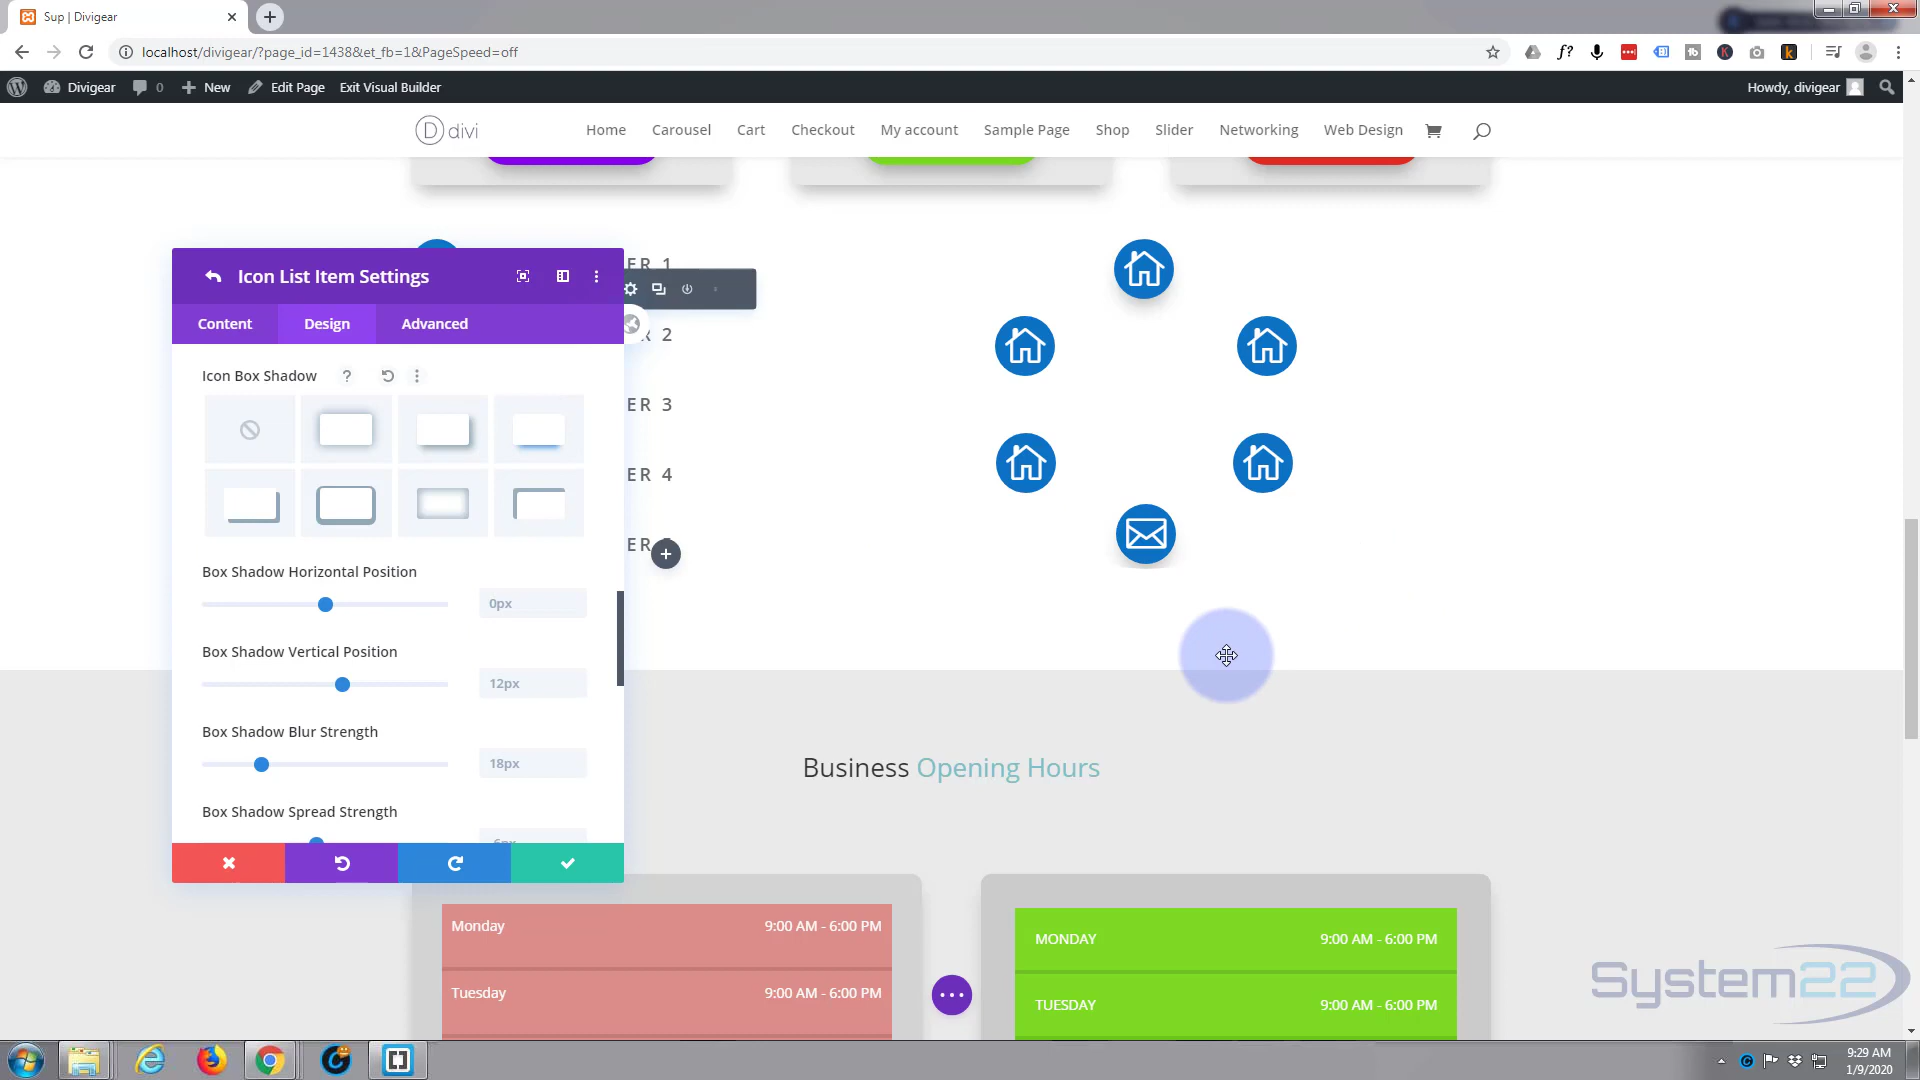 Sup | Divigear
localhost/divigear/?page_id=1438&et_fb=1&PageSpeed=off
Divigear 0 New Edit Page Exit Visual Builder Howdy, divigear
D divi Home Carousel Cart Checkout My account Sample Page Shop Slider Networking Web Design
Icon List Item Settings
Content Design Advanced
Icon Box Shadow ?
ER 1
ER 2
ER 3
ER 4
ER
Box Shadow Horizontal Position
0px
Box Shadow Vertical Position
12px
Box Shadow Blur Strength
18px
Box Shadow Spread Strength
-6px
Business Opening Hours
Monday 9:00 AM - 6:00 PM
Tuesday 9:00 AM - 6:00 PM
MONDAY 9:00 AM - 6:00 PM
TUESDAY 9:00 AM - 6:00 PM
System22
9:29 AM
1/9/2020